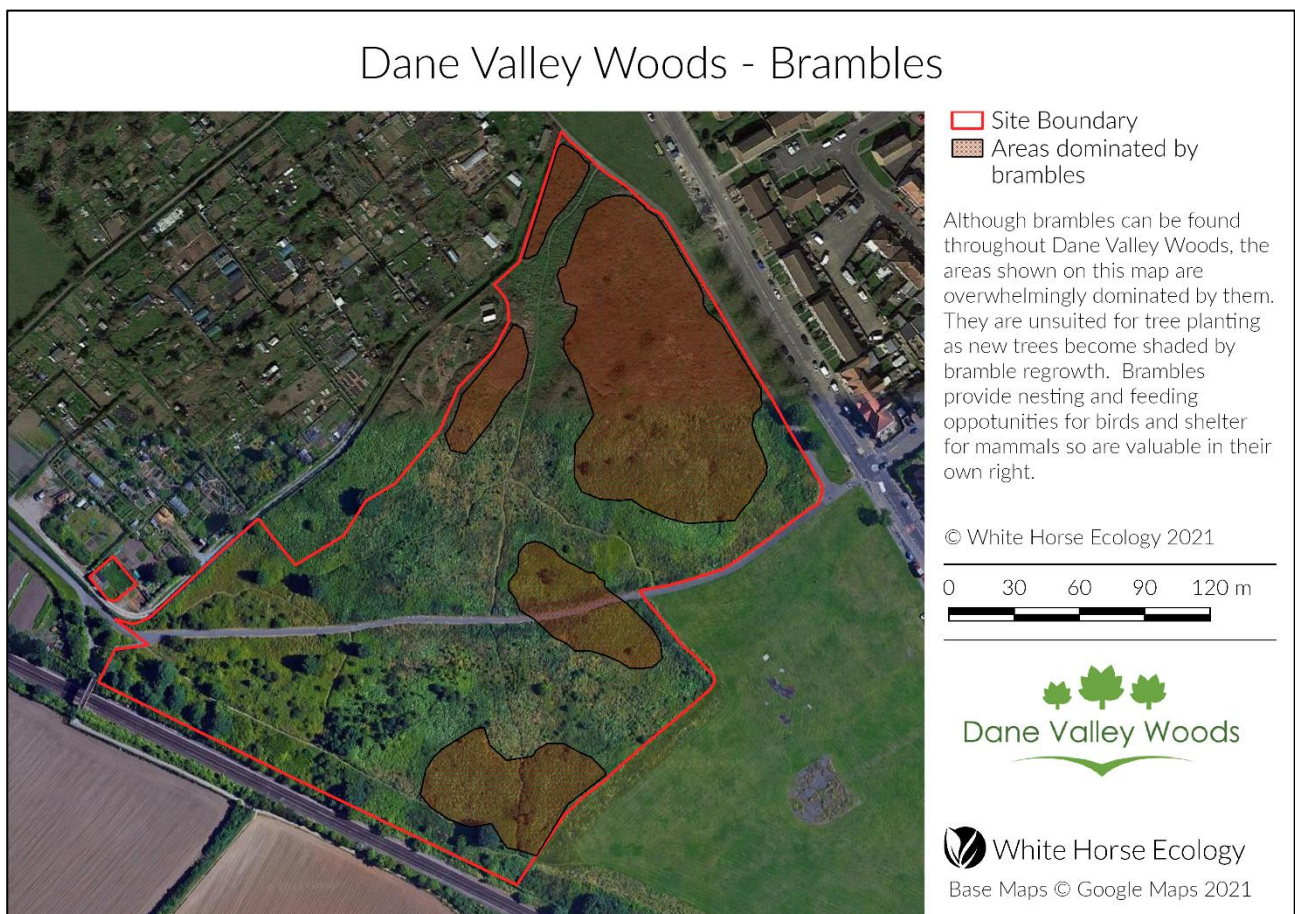 Dane Valley Woods - Brambles
Site Boundary
Areas dominated by
brambles
Although brambles can be found
throughout Dane Valley Woods, the
areas shown on this map are
overwhelmingly dominated by them.
They are unsuited for tree planting
as new trees become shaded by
bramble regrowth. Brambles
provide nesting and feeding
oppotunities for birds and shelter
for mammals so are valuable in their
own right.
© White Horse Ecology 2021
0 30 60 90 120 m
Dane Valley Woods
White Horse Ecology
Base Maps © Google Maps 2021